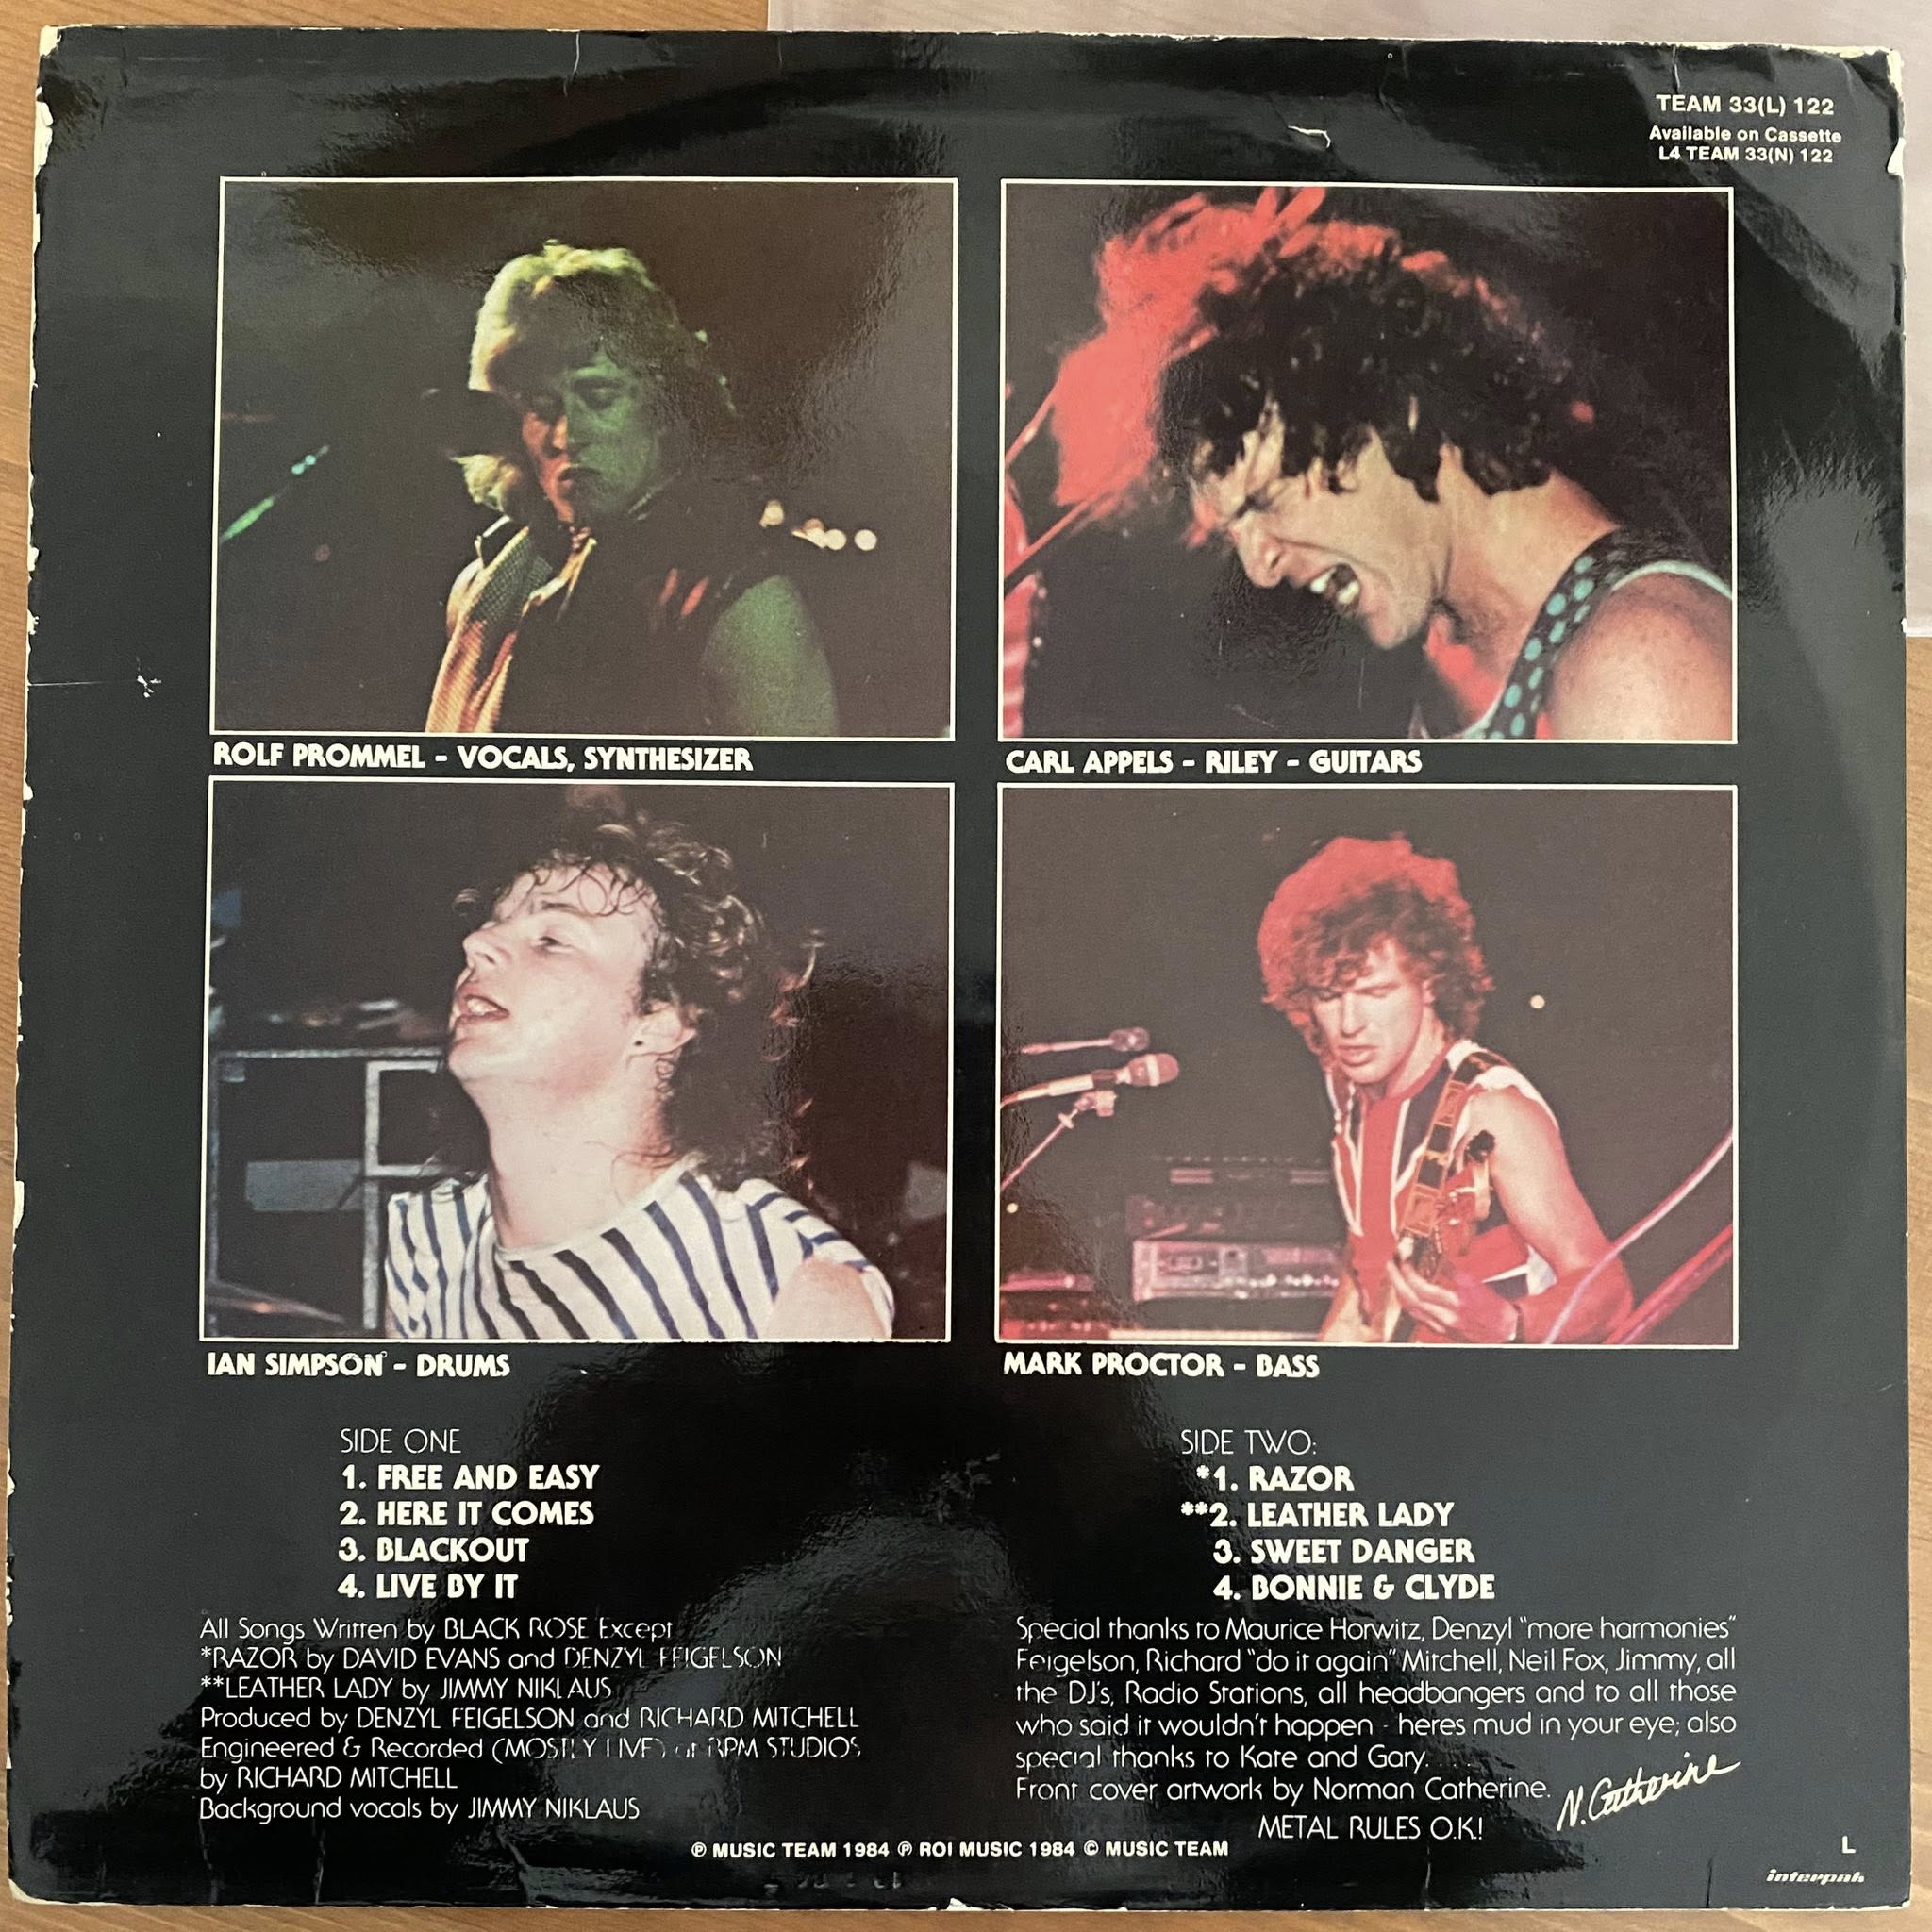 TEAM 33(L) 122
Available on Cassette
L4 TEAM 33(N) 122
ROLF PROMMEL - VOCALS, SYNTHESIZER
CARL APPELS - RILEY - GUITARS
IAN SIMPSON - DRUMS
MARK PROCTOR - BASS
SIDE ONE
1. FREE AND EASY
2. HERE IT COMES
3. BLACKOUT
4. LIVE BY IT
All Songs Written by BLACK ROSE Except
*RAZOR by DAVID EVANS and DENZYL FEIGELSON
**LEATHER LADY by JIMMY NIKLAUS
Produced by DENZYL FEIGELSON and RICHARD MITCHELL
Engineered & Recorded (MOSTLY LIVE) at RPM STUDIOS
by RICHARD MITCHELL
Background vocals by JIMMY NIKLAUS
SIDE TWO:
*1. RAZOR
**2. LEATHER LADY
3. SWEET DANGER
4. BONNIE & CLYDE
Special thanks to Maurice Horwitz, Denzyl "more harmonies"
Feigelson, Richard "do it again" Mitchell, Neil Fox, Jimmy, all
the DJ's, Radio Stations, all headbangers and to all those
who said it wouldn't happen - heres mud in your eye; also
special thanks to Kate and Gary. . . .
Front cover artwork by Norman Catherine.
N. Catherine
METAL RULES O.K.!
℗ MUSIC TEAM 1984 ℗ ROI MUSIC 1984 © MUSIC TEAM
L
interpak